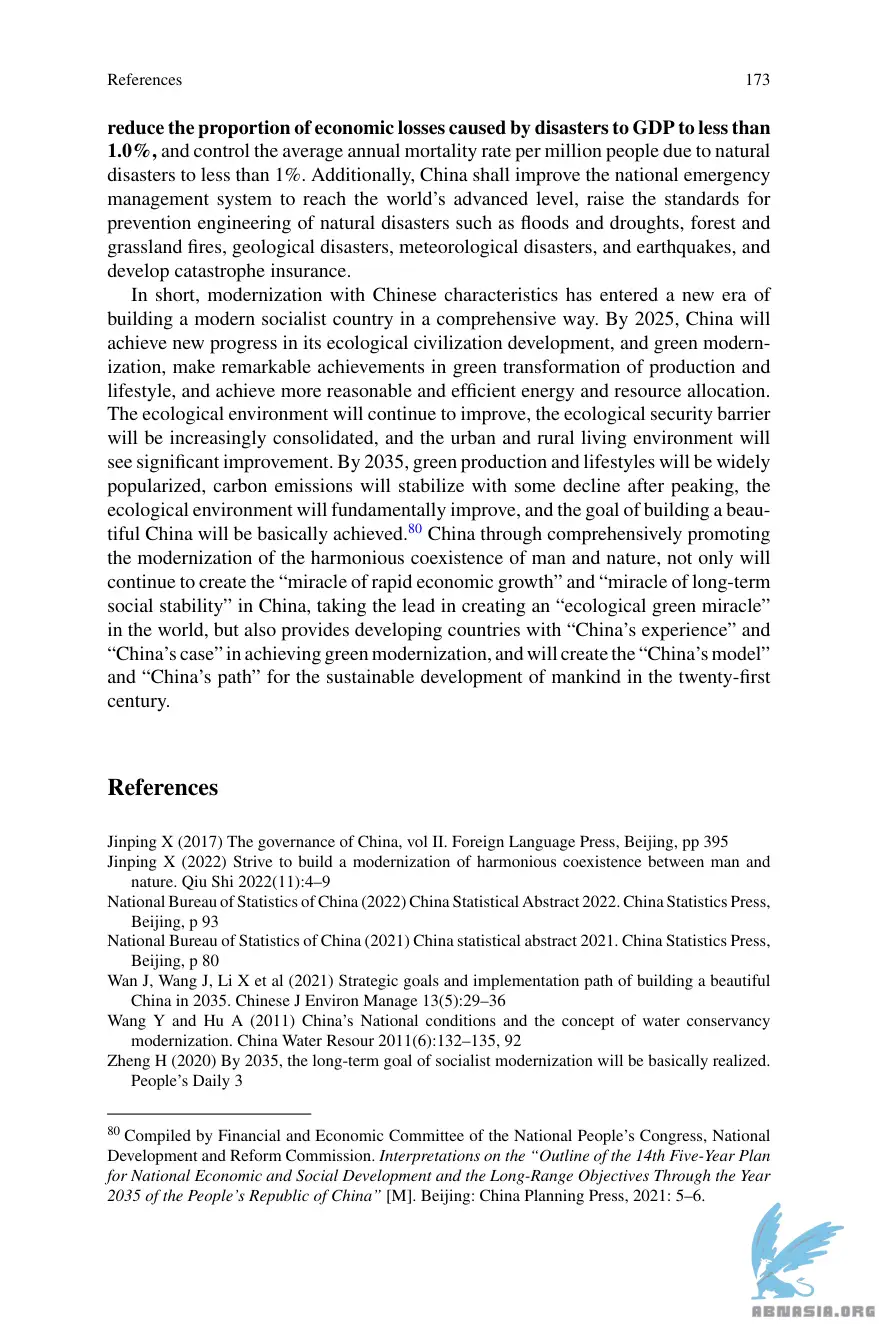 References 173
reduce the proportion of economic losses caused by disasters to GDP to less than
1.0%, and control the average annual mortality rate per million people due to natural
disasters to less than 1%. Additionally, China shall improve the national emergency
management system to reach the world’s advanced level, raise the standards for
prevention engineering of natural disasters such as floods and droughts, forest and
grassland fires, geological disasters, meteorological disasters, and earthquakes, and
develop catastrophe insurance.
In short, modernization with Chinese characteristics has entered a new era of
building a modern socialist country in a comprehensive way. By 2025, China will
achieve new progress in its ecological civilization development, and green modern-
ization, make remarkable achievements in green transformation of production and
lifestyle, and achieve more reasonable and efficient energy and resource allocation.
The ecological environment will continue to improve, the ecological security barrier
will be increasingly consolidated, and the urban and rural living environment will
see significant improvement. By 2035, green production and lifestyles will be widely
popularized, carbon emissions will stabilize with some decline after peaking, the
ecological environment will fundamentally improve, and the goal of building a beau-
tiful China will be basically achieved.80 China through comprehensively promoting
the modernization of the harmonious coexistence of man and nature, not only will
continue to create the “miracle of rapid economic growth” and “miracle of long-term
social stability” in China, taking the lead in creating an “ecological green miracle”
in the world, but also provides developing countries with “China’s experience” and
“China’s case” in achieving green modernization, and will create the “China’s model”
and “China’s path” for the sustainable development of mankind in the twenty-first
century.
References
Jinping X (2017) The governance of China, vol II. Foreign Language Press, Beijing, pp 395
Jinping X (2022) Strive to build a modernization of harmonious coexistence between man and
nature. Qiu Shi 2022(11):4–9
National Bureau of Statistics of China (2022) China Statistical Abstract 2022. China Statistics Press,
Beijing, p 93
National Bureau of Statistics of China (2021) China statistical abstract 2021. China Statistics Press,
Beijing, p 80
Wan J, Wang J, Li X et al (2021) Strategic goals and implementation path of building a beautiful
China in 2035. Chinese J Environ Manage 13(5):29–36
Wang Y and Hu A (2011) China’s National conditions and the concept of water conservancy
modernization. China Water Resour 2011(6):132–135, 92
Zheng H (2020) By 2035, the long-term goal of socialist modernization will be basically realized.
People’s Daily 3
80 Compiled by Financial and Economic Committee of the National People’s Congress, National
Development and Reform Commission. Interpretations on the “Outline of the 14th Five-Year Plan
for National Economic and Social Development and the Long-Range Objectives Through the Year
2035 of the People’s Republic of China” [M]. Beijing: China Planning Press, 2021: 5–6.
ABNASIA.ORG